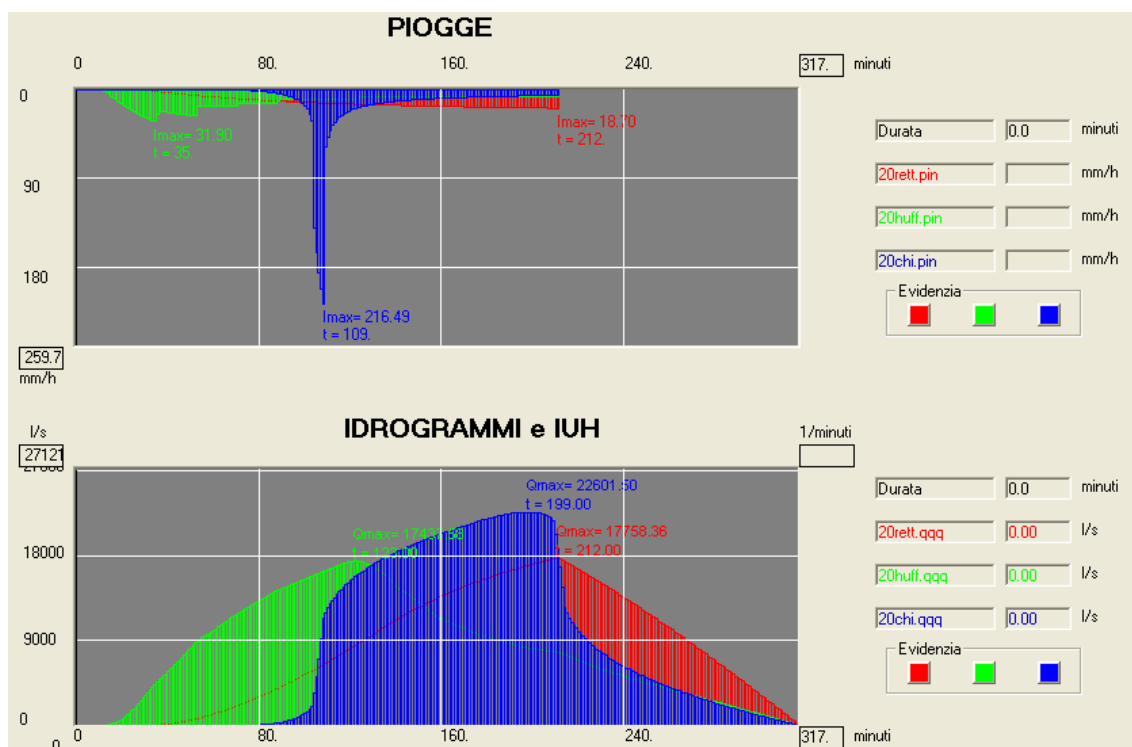 PIOGGE
0 80. 160. 240. 317. minuti
0
Imax= 31.90
t = 35.
Imax= 18.70
t = 212.
90
180
Imax= 216.49
t = 109.
259.7
mm/h
Durata 0.0 minuti
20rett.pin mm/h
20huff.pin mm/h
20chi.pin mm/h
Evidenzia
l/s
27121
IDROGRAMMI e IUH
1/minuti
Qmax= 22601.50
t = 199.00
Qmax=
Qmax= 17758.36
t = 212.00
18000
9000
0
0 80. 160. 240. 317. minuti
Durata 0.0 minuti
20rett.qqq 0.00 l/s
20huff.qqq 0.00 l/s
20chi.qqq 0.00 l/s
Evidenzia